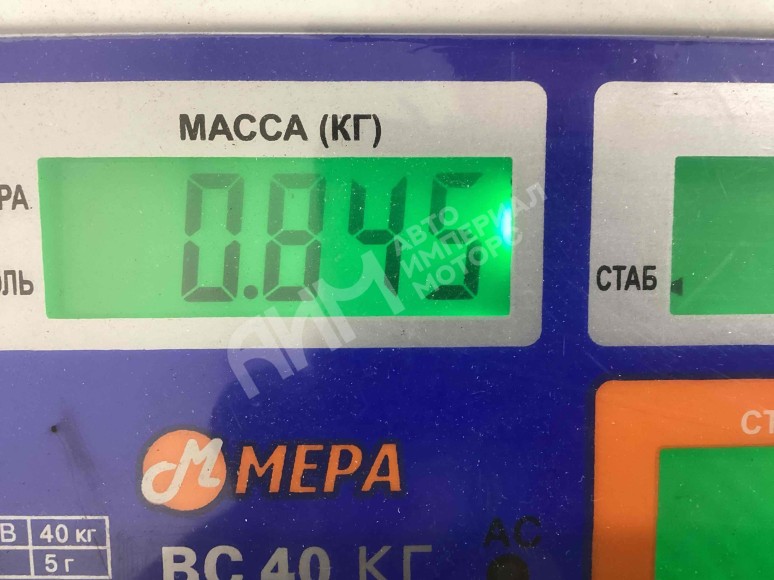 МАССА (КГ)
РА
ОЛЬ
0.845
АИМ
АВТО
ИМПЕРИАЛ
МОТОРС
СТАБ
СТ
М МЕРА
В 40 кг
5 г
ВС 40 КГ
АС